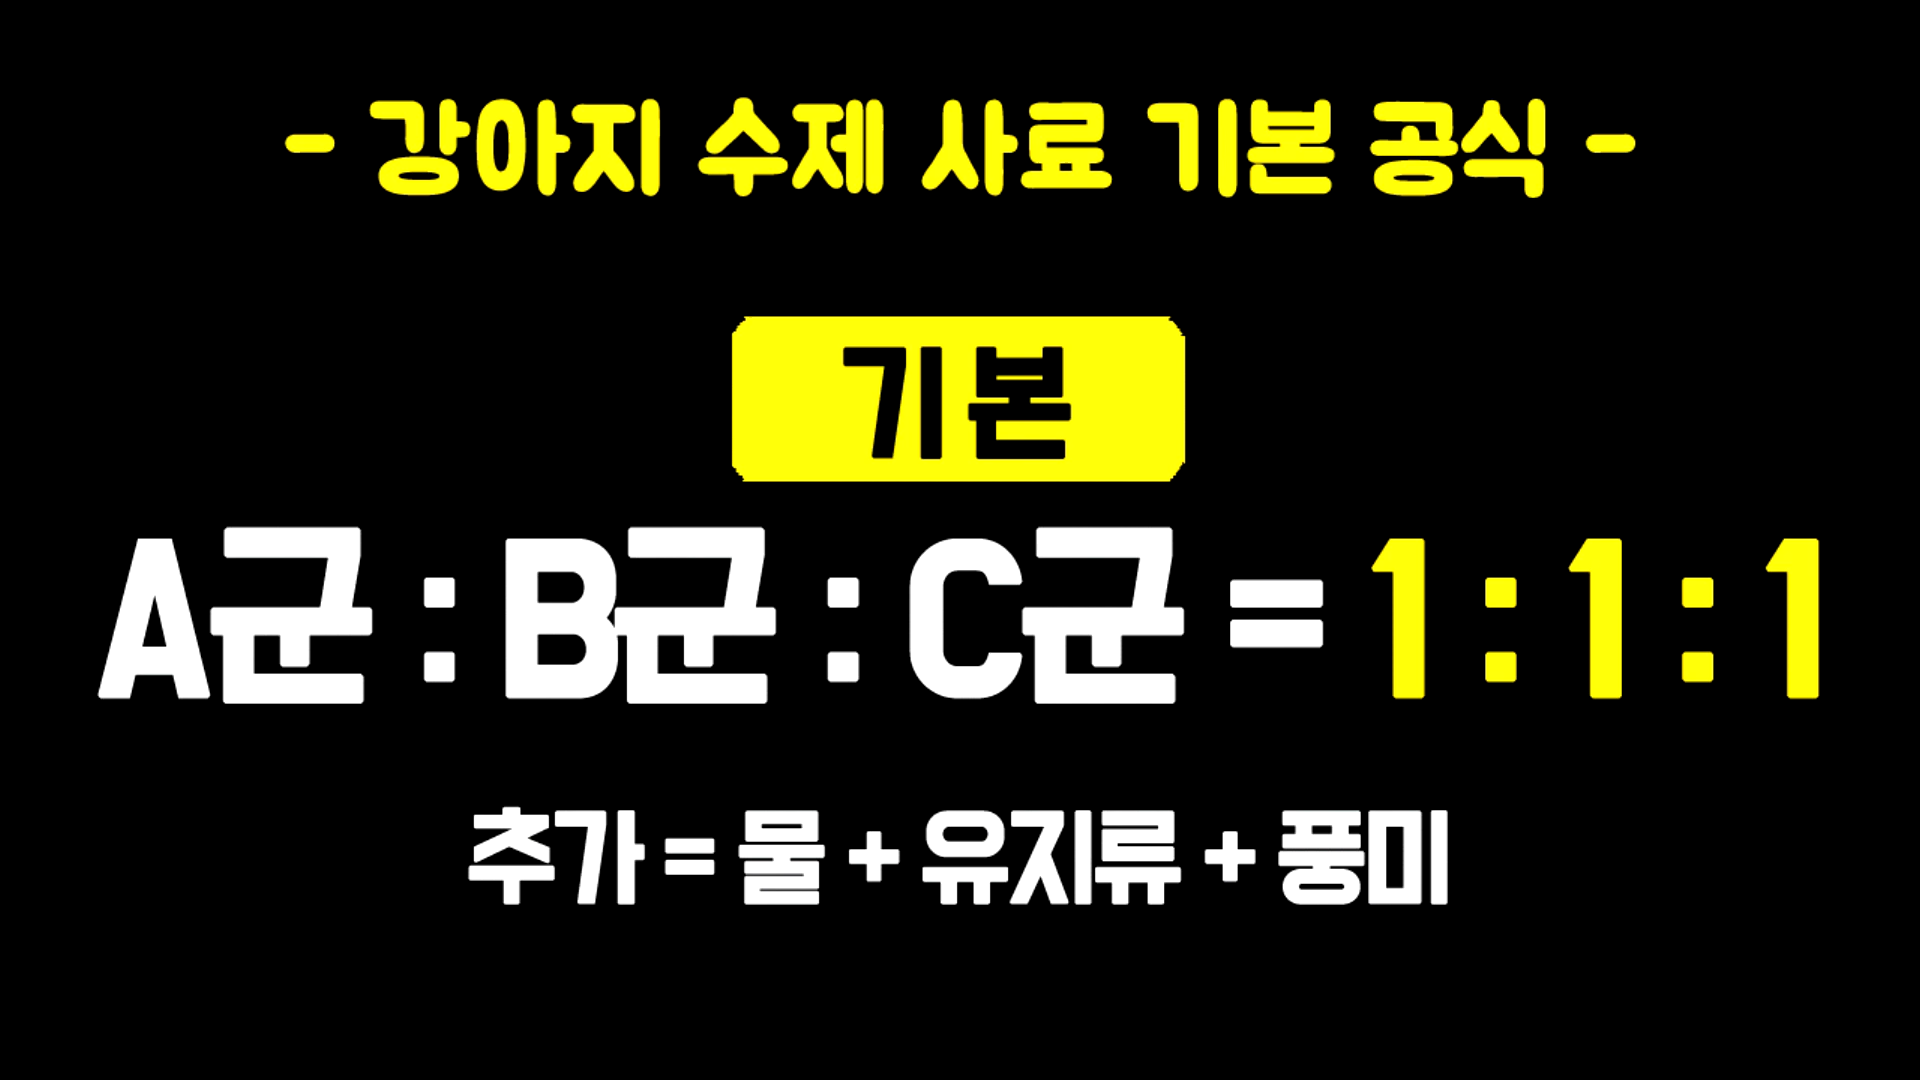 - 강아지 수제 사료 기본 공식 -
기본
A군 : B군 : C군 = 1 : 1 : 1
추가 = 물 + 유지류 + 풍미